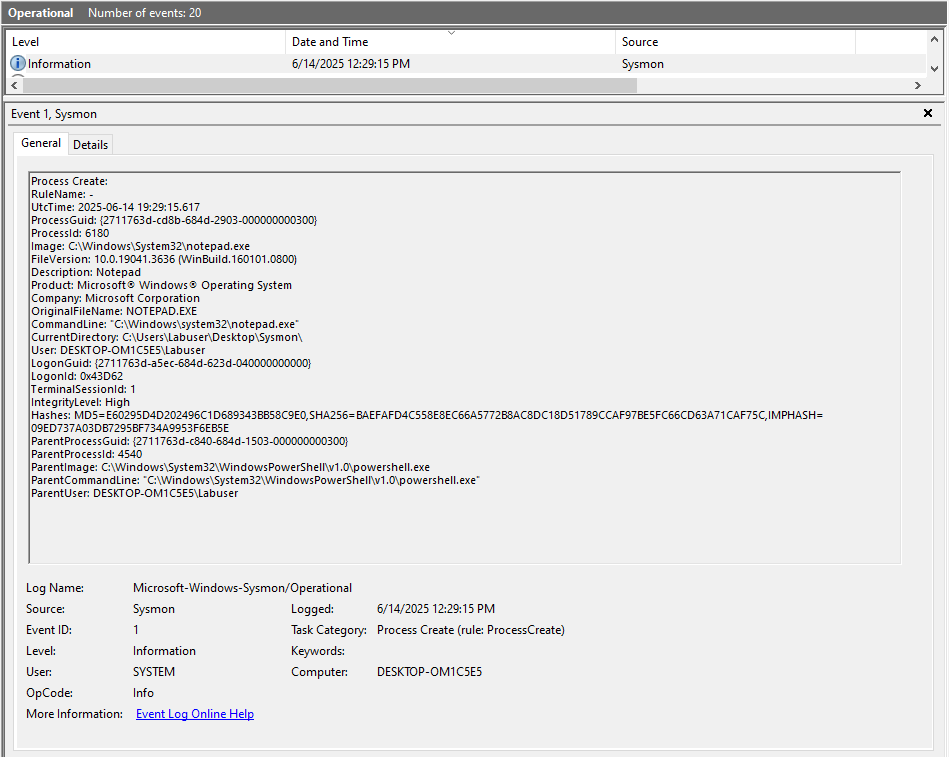 Operational Number of events: 20
Level Date and Time Source
Information 6/14/2025 12:29:15 PM Sysmon
Event 1, Sysmon
General Details
Process Create:
RuleName: -
UtcTime: 2025-06-14 19:29:15.617
ProcessGuid: {2711763d-cd8b-684d-2903-000000000300}
ProcessId: 6180
Image: C:\Windows\System32\notepad.exe
FileVersion: 10.0.19041.3636 (WinBuild.160101.0800)
Description: Notepad
Product: Microsoft® Windows® Operating System
Company: Microsoft Corporation
OriginalFileName: NOTEPAD.EXE
CommandLine: "C:\Windows\system32\notepad.exe"
CurrentDirectory: C:\Users\Labuser\Desktop\Sysmon\
User: DESKTOP-OM1C5E5\Labuser
LogonGuid: {2711763d-a5ec-684d-623d-040000000000}
LogonId: 0x43D62
TerminalSessionId: 1
IntegrityLevel: High
Hashes: MD5=E60295D4D202496C1D689343BB58C9E0,SHA256=BAEFAFD4C558E8EC66A5772B8AC8DC18D51789CCAF97BE5FC66CD63A71CAF75C,IMPHASH=
09ED737A03DB7295BF734A9953F6EB5E
ParentProcessGuid: {2711763d-c840-684d-1503-000000000300}
ParentProcessId: 4540
ParentImage: C:\Windows\System32\WindowsPowerShell\v1.0\powershell.exe
ParentCommandLine: "C:\Windows\System32\WindowsPowerShell\v1.0\powershell.exe"
ParentUser: DESKTOP-OM1C5E5\Labuser
Log Name: Microsoft-Windows-Sysmon/Operational
Source: Sysmon Logged: 6/14/2025 12:29:15 PM
Event ID: 1 Task Category: Process Create (rule: ProcessCreate)
Level: Information Keywords:
User: SYSTEM Computer: DESKTOP-OM1C5E5
OpCode: Info
More Information: Event Log Online Help